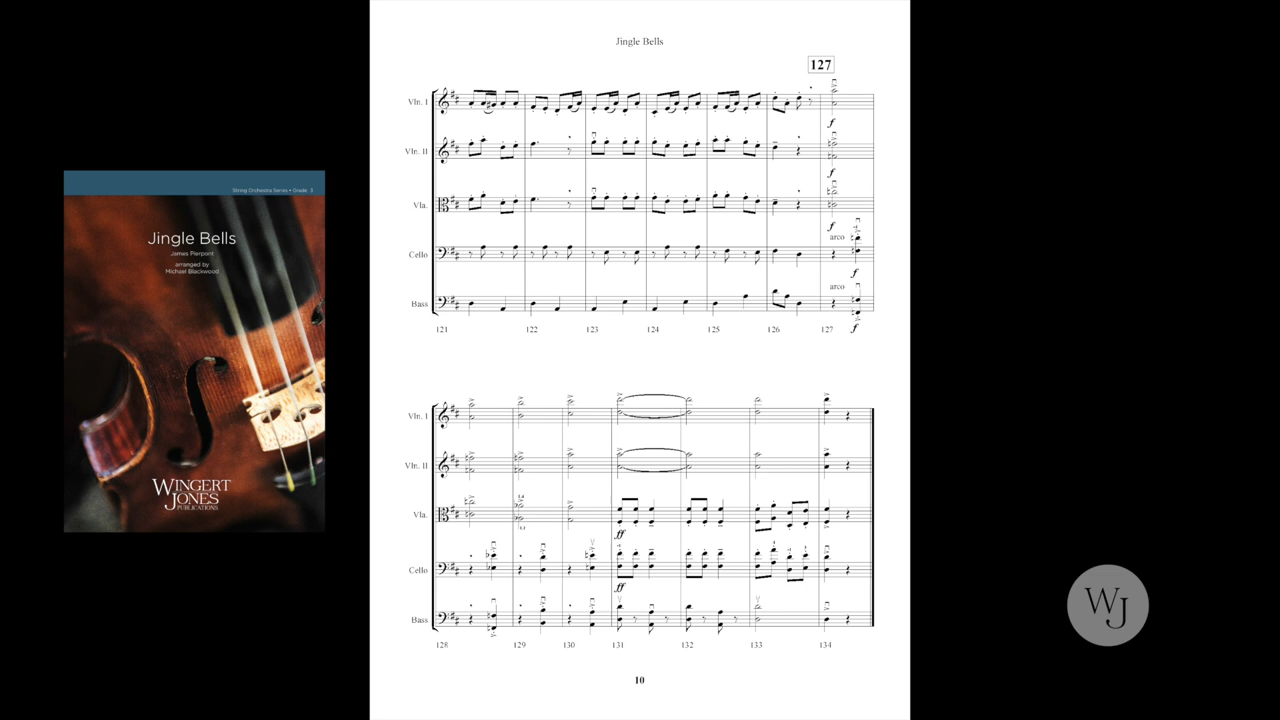 String Orchestra Series • Grade 3
Jingle Bells
James Pierpont
arranged by
Michael Blackwood
WINGERT
JONES
PUBLICATIONS
Jingle Bells
127
Vln. I
Vln. II
Vla.
Cello
Bass
f
f
f
arco
f
arco
f
121 122 123 124 125 126 127
Vln. I
Vln. II
Vla.
ff
Cello
ff
Bass
128 129 130 131 132 133 134
10
WJ